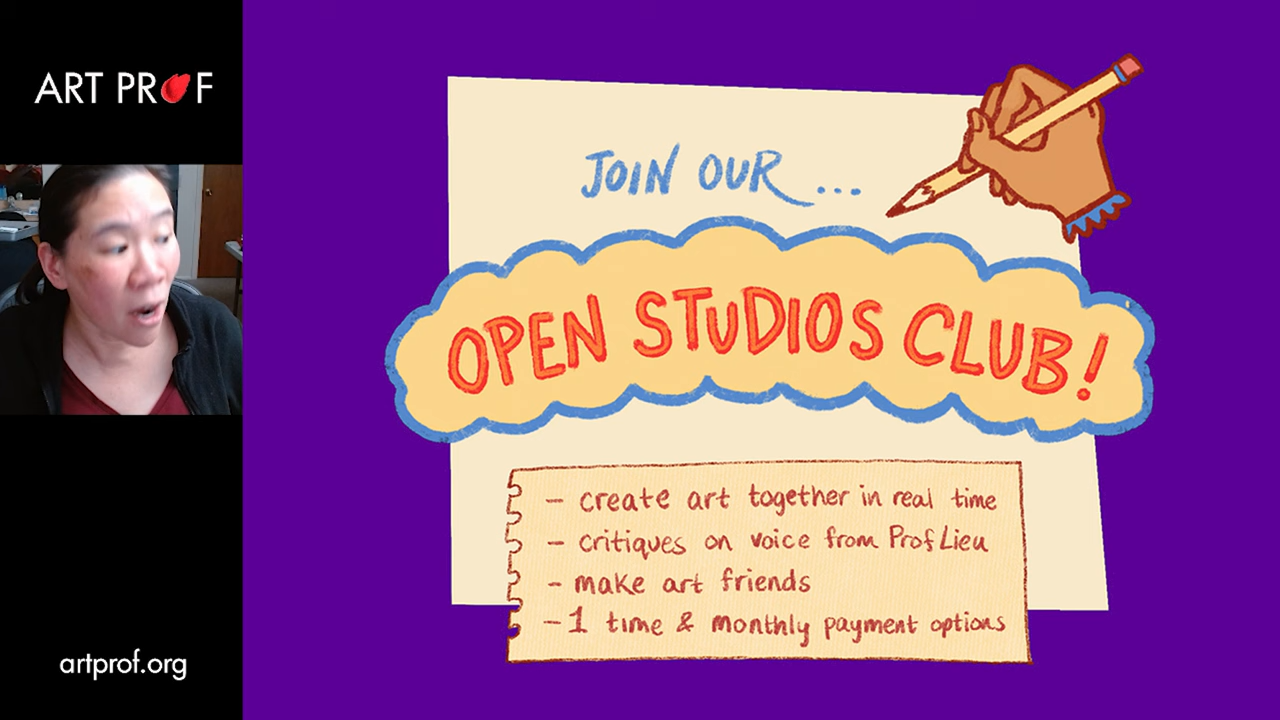 ART PROF
JOIN OUR...
OPEN STUDIOS CLUB!
- create art together in real time
- critiques on voice from Prof Lieu
- make art friends
- 1 time & monthly payment options
artprof.org